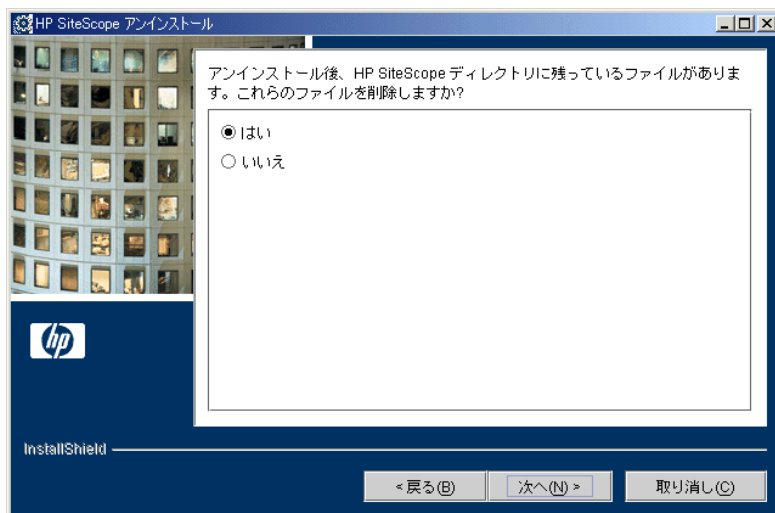 HP SiteScope アンインストール
アンインストール後、HP SiteScope ディレクトリに残っているファイルがありま
す。これらのファイルを削除しますか?
はい
いいえ
hp
InstallShield
< 戻る(B)
次へ(N) >
取り消し(C)